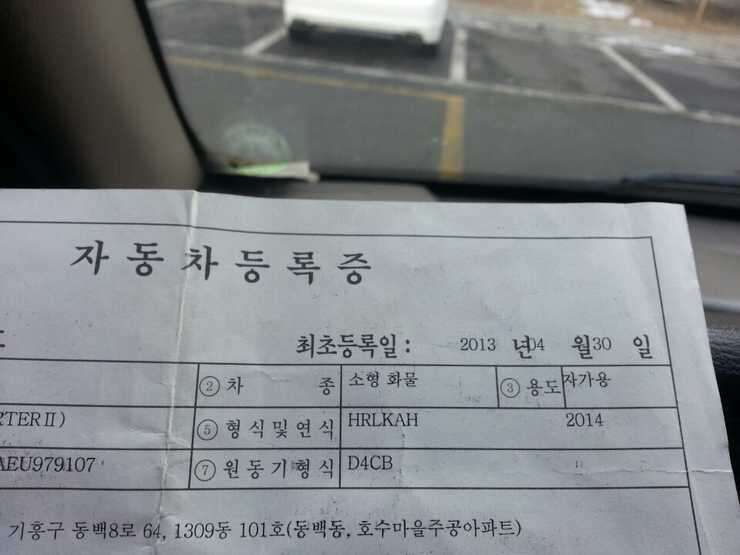 자동차등록증
최초등록일 : 2013 년 04 월 30 일
② 차 종 소형 화물 ③ 용도 자가용
RTER II) ⑤ 형식 및 연식 HRLKAH 2014
AEU979107 ⑦ 원동기형식 D4CB
기흥구 동백8로 64, 1309동 101호(동백동, 호수마을주공아파트)